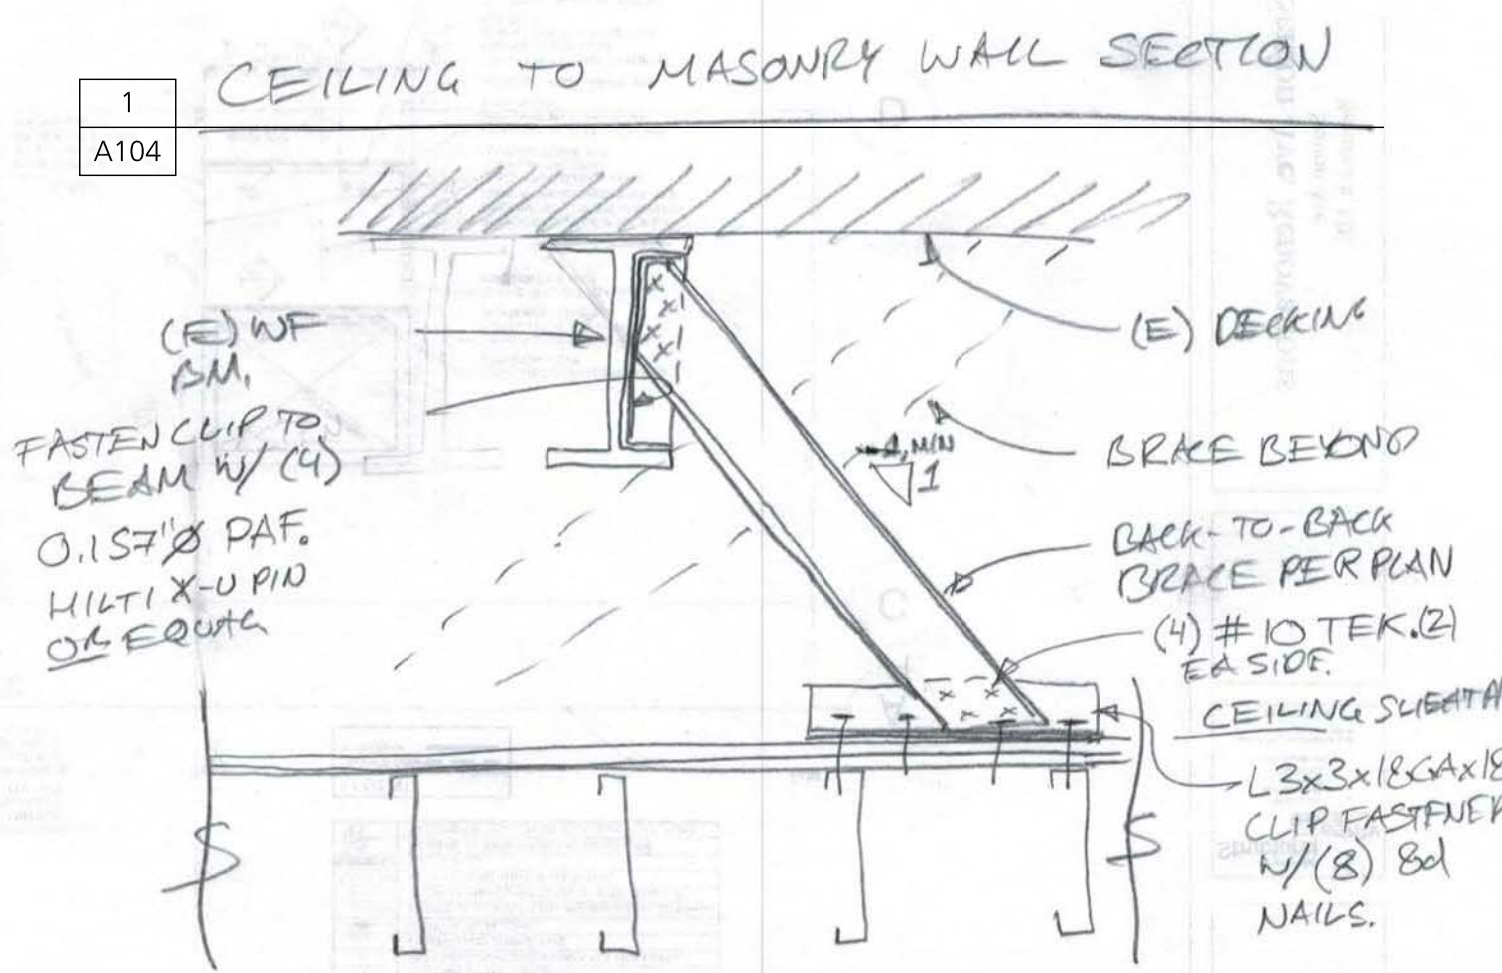 1
A104
CEILING TO MASONRY WALL SECTION
(E) WF
BM.
FASTEN CLIP TO
BEAM W/ (4)
0.157"Ø PAF.
HILTI X-U PIN
OR EQUAL
(E) DECKING
BRACE BEYOND
MIN
1
BACK-TO-BACK
BRACE PER PLAN
(4) #10 TEK.(2)
EA SIDE.
CEILING SHEATH
L3x3x18GAx18
CLIP FASTENER
W/(8) 8d
NAILS.